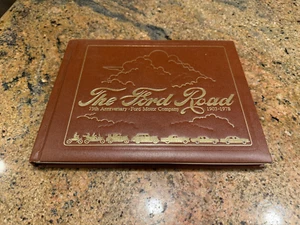 The Ford Road
75th Anniversary - Ford Motor Company 1903-1978